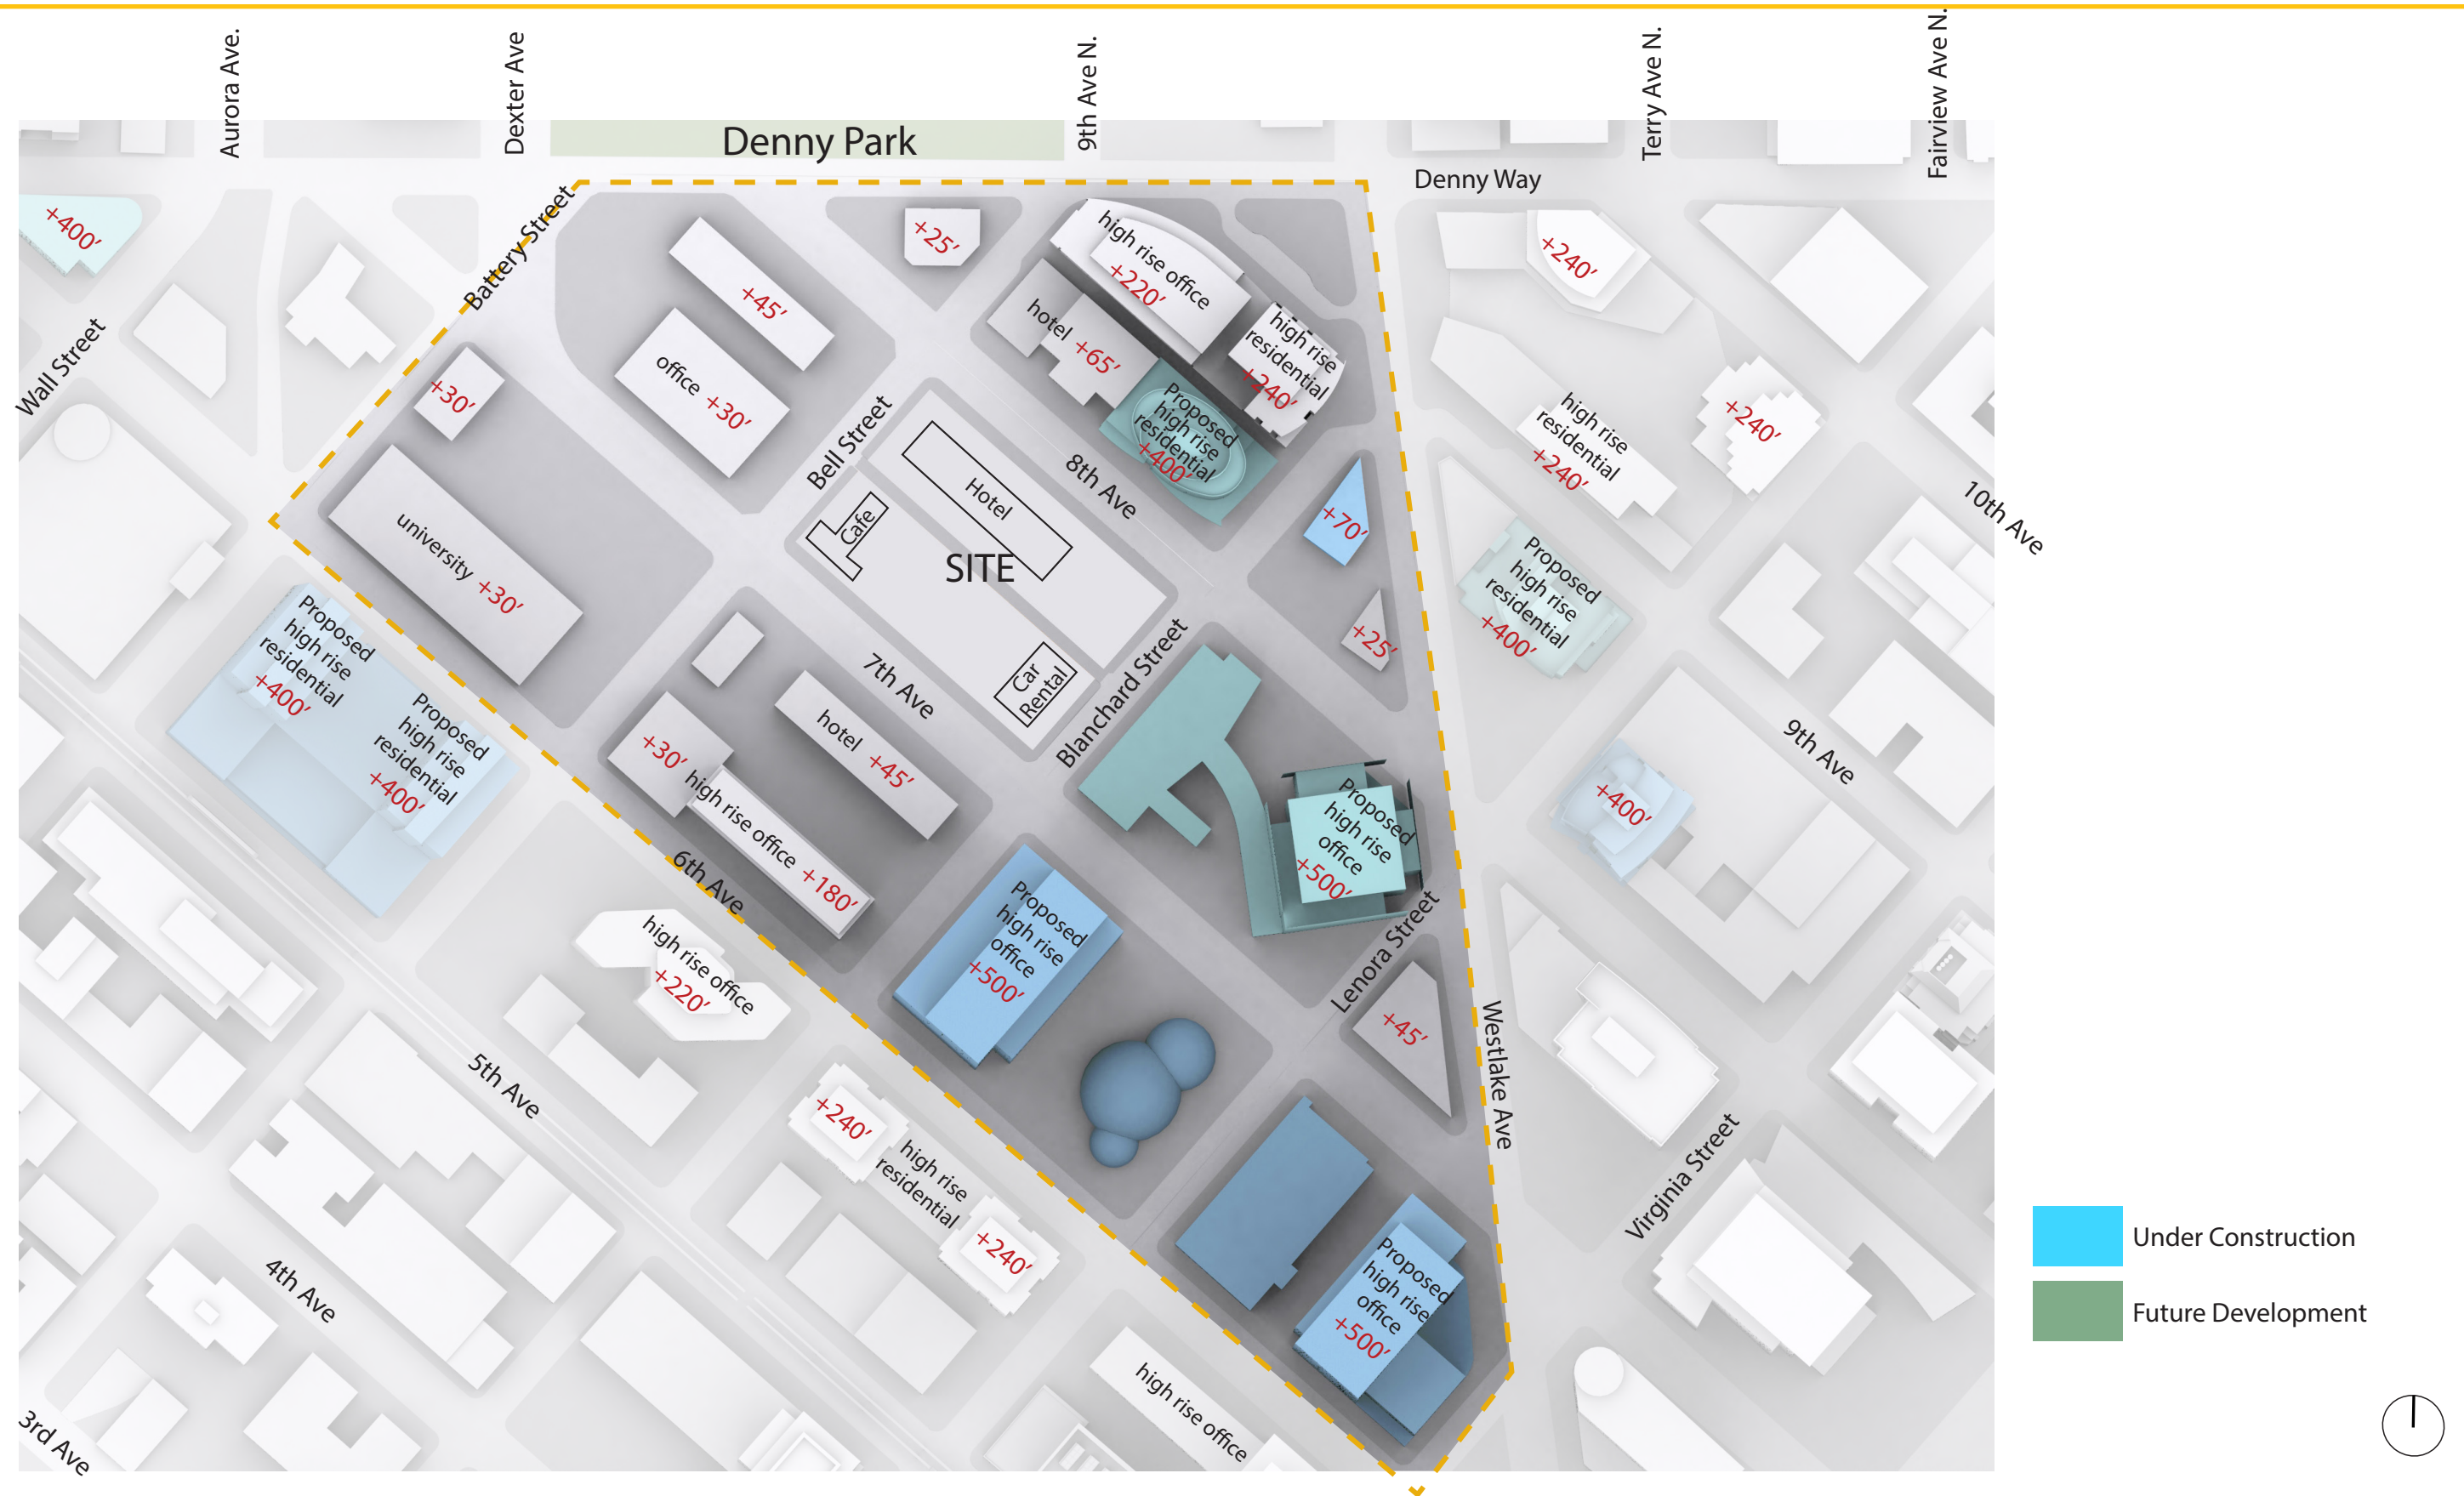 Aurora Ave.
Dexter Ave
9th Ave N.
Terry Ave N.
Fairview Ave N.
Denny Park
Denny Way
Battery Street
Wall Street
+400'
+25'
+45'
office +30'
+30'
university +30'
high rise office
+220'
hotel +65'
high rise
residential
+240'
Proposed
high rise
residential
+400'
+240'
high rise
residential
+240'
+240'
10th Ave
Bell Street
8th Ave
Hotel
Cafe
SITE
Car
Rental
+70'
+25'
Proposed
high rise
residential
+400'
Proposed
high rise
residential
+400'
Proposed
high rise
residential
+400'
7th Ave
Blanchard Street
+30'
hotel +45'
high rise office +180'
6th Ave
Proposed
high rise
office
+500'
Proposed
high rise
office
+500'
9th Ave
+400'
Lenora Street
+45'
Westlake Ave
high rise office
+220'
5th Ave
+240'
high rise
residential
+240'
Virginia Street
4th Ave
Proposed
high rise
office
+500'
high rise office
3rd Ave
Under Construction
Future Development